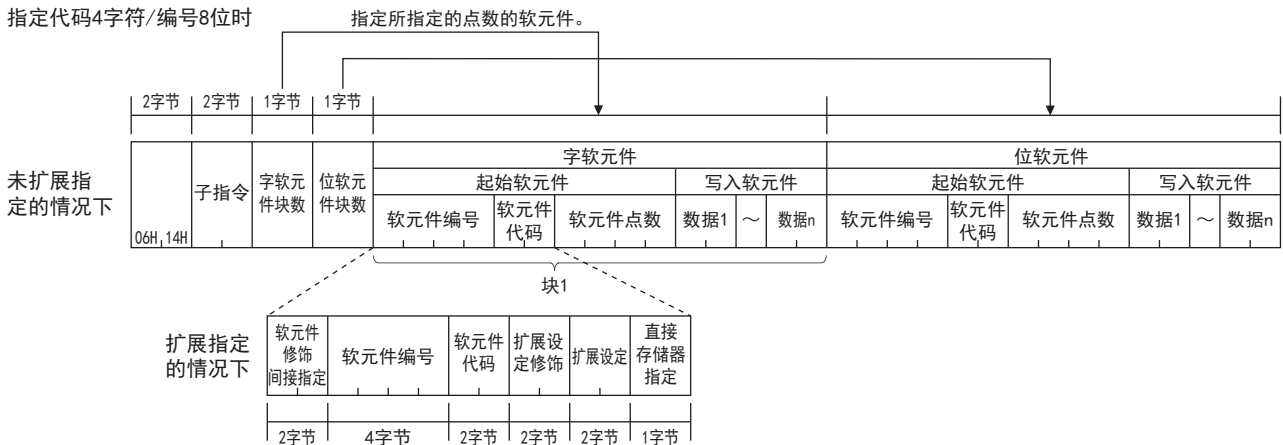 指定代码4字符/编号8位时
指定所指定的点数的软元件。
2字节 2字节 1字节 1字节
未扩展指
定的情况下
06H 14H
子指令
字软元
件块数
位软元
件块数
字软元件
起始软元件 写入软元件
软元件编号 软元件
代码 软元件点数 数据1 ～ 数据n
位软元件
起始软元件 写入软元件
软元件编号 软元件
代码 软元件点数 数据1 ～ 数据n
块1
扩展指定
的情况下
软元件
修饰
间接指定
软元件编号
软元件
代码
扩展设
定修饰
扩展设定
直接
存储器
指定
2字节 4字节 2字节 2字节 2字节 1字节